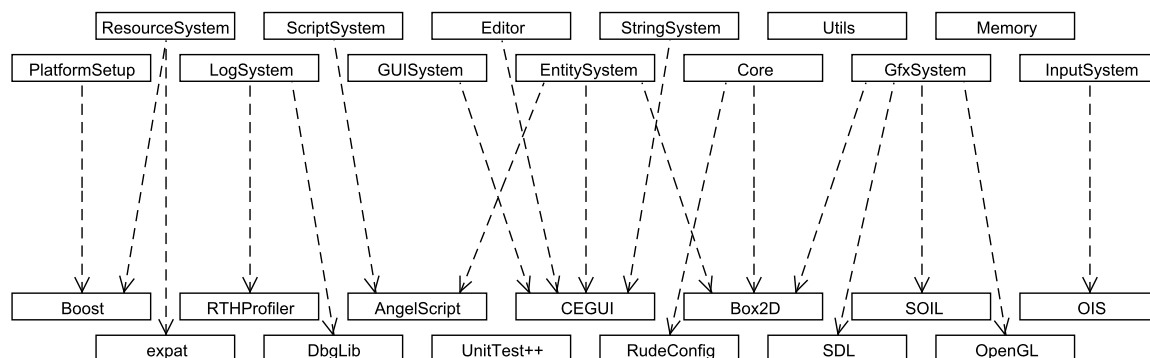 ResourceSystem ScriptSystem Editor StringSystem Utils Memory
PlatformSetup LogSystem GUISystem EntitySystem Core GfxSystem InputSystem
Boost RTHProfiler AngelScript CEGUI Box2D SOIL OIS
expat DbgLib UnitTest++ RudeConfig SDL OpenGL